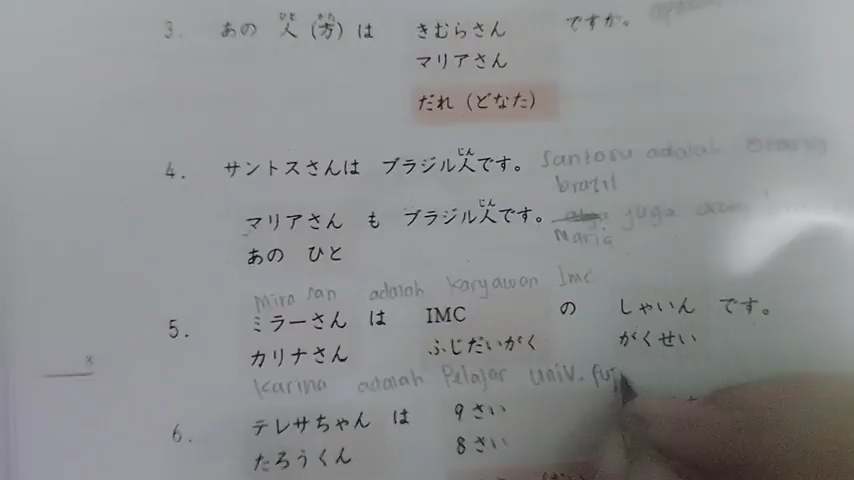 3. あの 人(方)は きむらさん ですか。
マリアさん
だれ(どなた)
4. サントスさんは ブラジル人です。 Santosu adalah orang
brazil
マリアさん も ブラジル人です。 juga
Maria
あの ひと
Mira san adalah karyawan Imc
5. ミラーさん は IMC の しゃいん です。
カリナさん ふじだいがく がくせい
Karina adalah Pelajar univ. fuj
6. テレサちゃん は 9さい
たろうくん 8さい